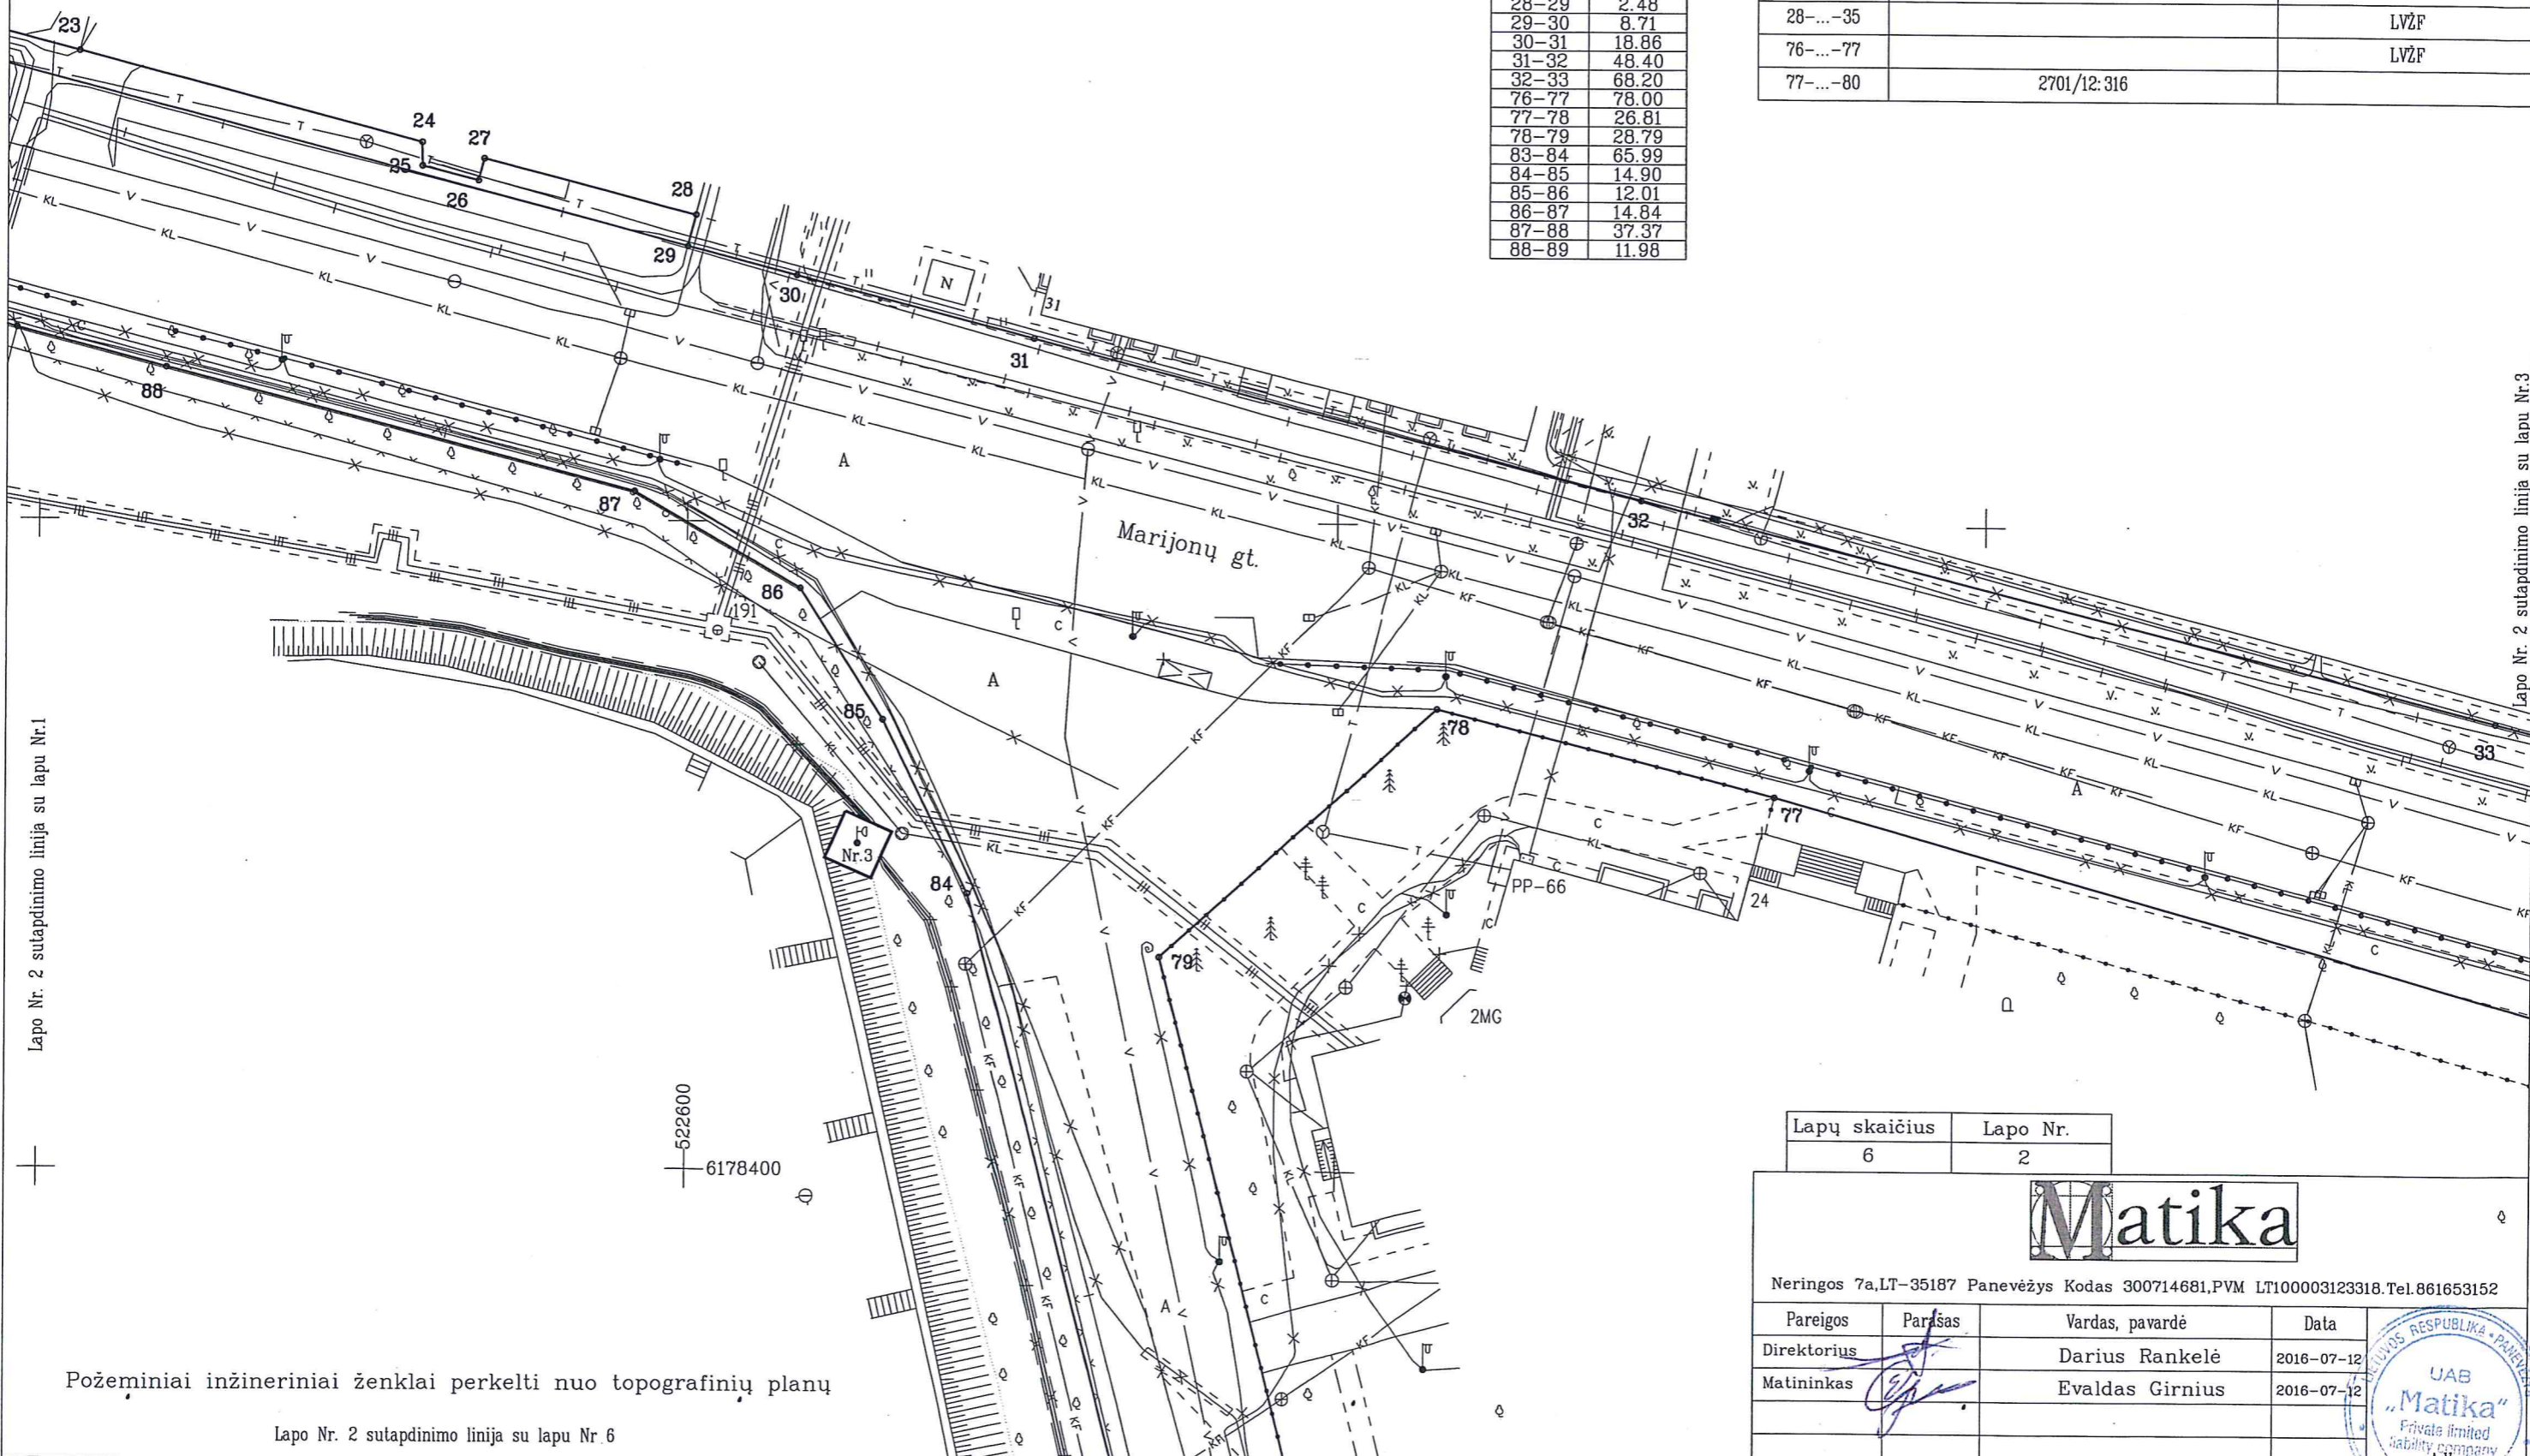 28-29 2.48
29-30 8.71
30-31 18.86
31-32 48.40
32-33 68.20
76-77 78.00
77-78 26.81
78-79 28.79
83-84 65.99
84-85 14.90
85-86 12.01
86-87 14.84
87-88 37.37
88-89 11.98
28-...-35 LVŽF
76-...-77 LVŽF
77-...-80 2701/12:316
23
24
27
25
26
28
29
30
N
31
31
88
A
87
Marijonų gt.
32
86
191
A
85
78
33
77
A
Nr.3
84
PP-66
24
79
2MG
A
Lapo Nr. 2 sutapdinimo linija su lapu Nr.1
Lapo Nr. 2 sutapdinimo linija su lapu Nr.3
522600
6178400
Lapų skaičius Lapo Nr.
6 2
Matika
Neringos 7a,LT-35187 Panevėžys Kodas 300714681,PVM LT100003123318.Tel.861653152
Pareigos Parašas Vardas, pavardė Data
Direktorius Darius Rankelė 2016-07-12
Matininkas Evaldas Girnius 2016-07-12
UAB
„Matika"
Private limited
liability company
Požeminiai inžineriniai ženklai perkelti nuo topografinių planų
Lapo Nr. 2 sutapdinimo linija su lapu Nr.6